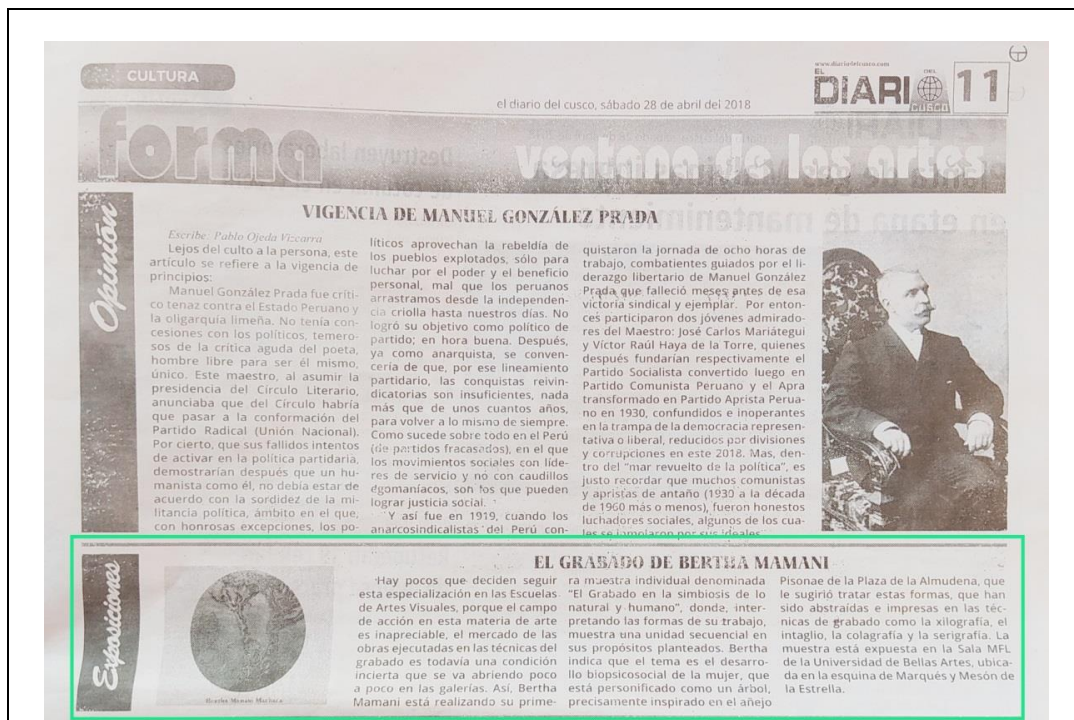 CULTURA
el diario del cusco, sábado 28 de abril del 2018
www.diariodelcusco.com
EL DIARIO DEL CUSCO
11
forma
ventana de las artes
Opinión
VIGENCIA DE MANUEL GONZÁLEZ PRADA
Escribe: Pablo Ojeda Vizcarra
Lejos del culto a la persona, este
artículo se refiere a la vigencia de
principios:
Manuel González Prada fue críti-
co tenaz contra el Estado Peruano y
la oligarquía limeña. No tenía con-
cesiones con los políticos, temero-
sos de la crítica aguda del poeta,
hombre libre para ser él mismo,
único. Este maestro, al asumir la
presidencia del Círculo Literario,
anunciaba que del Círculo habría
que pasar a la conformación del
Partido Radical (Unión Nacional).
Por cierto, que sus fallidos intentos
de activar en la política partidaria,
demostrarían después que un hu-
manista como él, no debía estar de
acuerdo con la sordidez de la mi-
litancia política, ámbito en el que,
con honrosas excepciones, los po-
líticos aprovechan la rebeldía de
los pueblos explotados, sólo para
luchar por el poder y el beneficio
personal, mal que los peruanos
arrastramos desde la independen-
cia criolla hasta nuestros días. No
logró su objetivo como político de
partido; en hora buena. Después,
ya como anarquista, se conven-
cería de que, por ese lineamiento
partidario, las conquistas reivin-
dicatorias son insuficientes, nada
más que de unos cuantos años,
para volver a lo mismo de siempre.
Como sucede sobre todo en el Perú
(de partidos fracasados), en el que
los movimientos sociales con líde-
res de servicio y no con caudillos
egomaníacos, son los que pueden
lograr justicia social.
Y así fue en 1919, cuando los
anarcosindicalistas del Perú con-
quistaron la jornada de ocho horas de
trabajo, combatientes guiados por el li-
derazgo libertario de Manuel González
Prada que falleció meses antes de esa
victoria sindical y ejemplar. Por enton-
ces participaron dos jóvenes admirado-
res del Maestro: José Carlos Mariátegui
y Víctor Raúl Haya de la Torre, quienes
después fundarían respectivamente el
Partido Socialista convertido luego en
Partido Comunista Peruano y el Apra
transformado en Partido Aprista Perua-
no en 1930, confundidos e inoperantes
en la trampa de la democracia represen-
tativa o liberal, reducidos por divisiones
y corrupciones en este 2018. Mas, den-
tro del "mar revuelto de la política", es
justo recordar que muchos comunistas
y apristas de antaño (1930 a la década
de 1960 más o menos), fueron honestos
luchadores sociales, algunos de los cua-
les se inmolaron por sus ideales
Exposiciones
EL GRABADO DE BERTHA MAMANI
Bertha Mamani
Hay pocos que deciden seguir
esta especialización en las Escuelas
de Artes Visuales, porque el campo
de acción en esta materia de arte
es inapreciable, el mercado de las
obras ejecutadas en las técnicas del
grabado es todavía una condición
incierta que se va abriendo poco
a poco en las galerías. Así, Bertha
Mamani está realizando su prime-
ra muestra individual denominada
"El Grabado en la simbiosis de lo
natural y humano", donde, inter-
pretando las formas de su trabajo,
muestra una unidad secuencial en
sus propósitos planteados. Bertha
indica que el tema es el desarro-
llo biopsicosocial de la mujer, que
está personificado como un árbol,
precisamente inspirado en el añejo
Pisonae de la Plaza de la Almudena, que
le sugirió tratar estas formas, que han
sido abstraídas e impresas en las téc-
nicas de grabado como la xilografía, el
intaglio, la colagrafía y la serigrafía. La
muestra está expuesta en la Sala MFL
de la Universidad de Bellas Artes, ubica-
da en la esquina de Marqués y Mesón de
la Estrella.